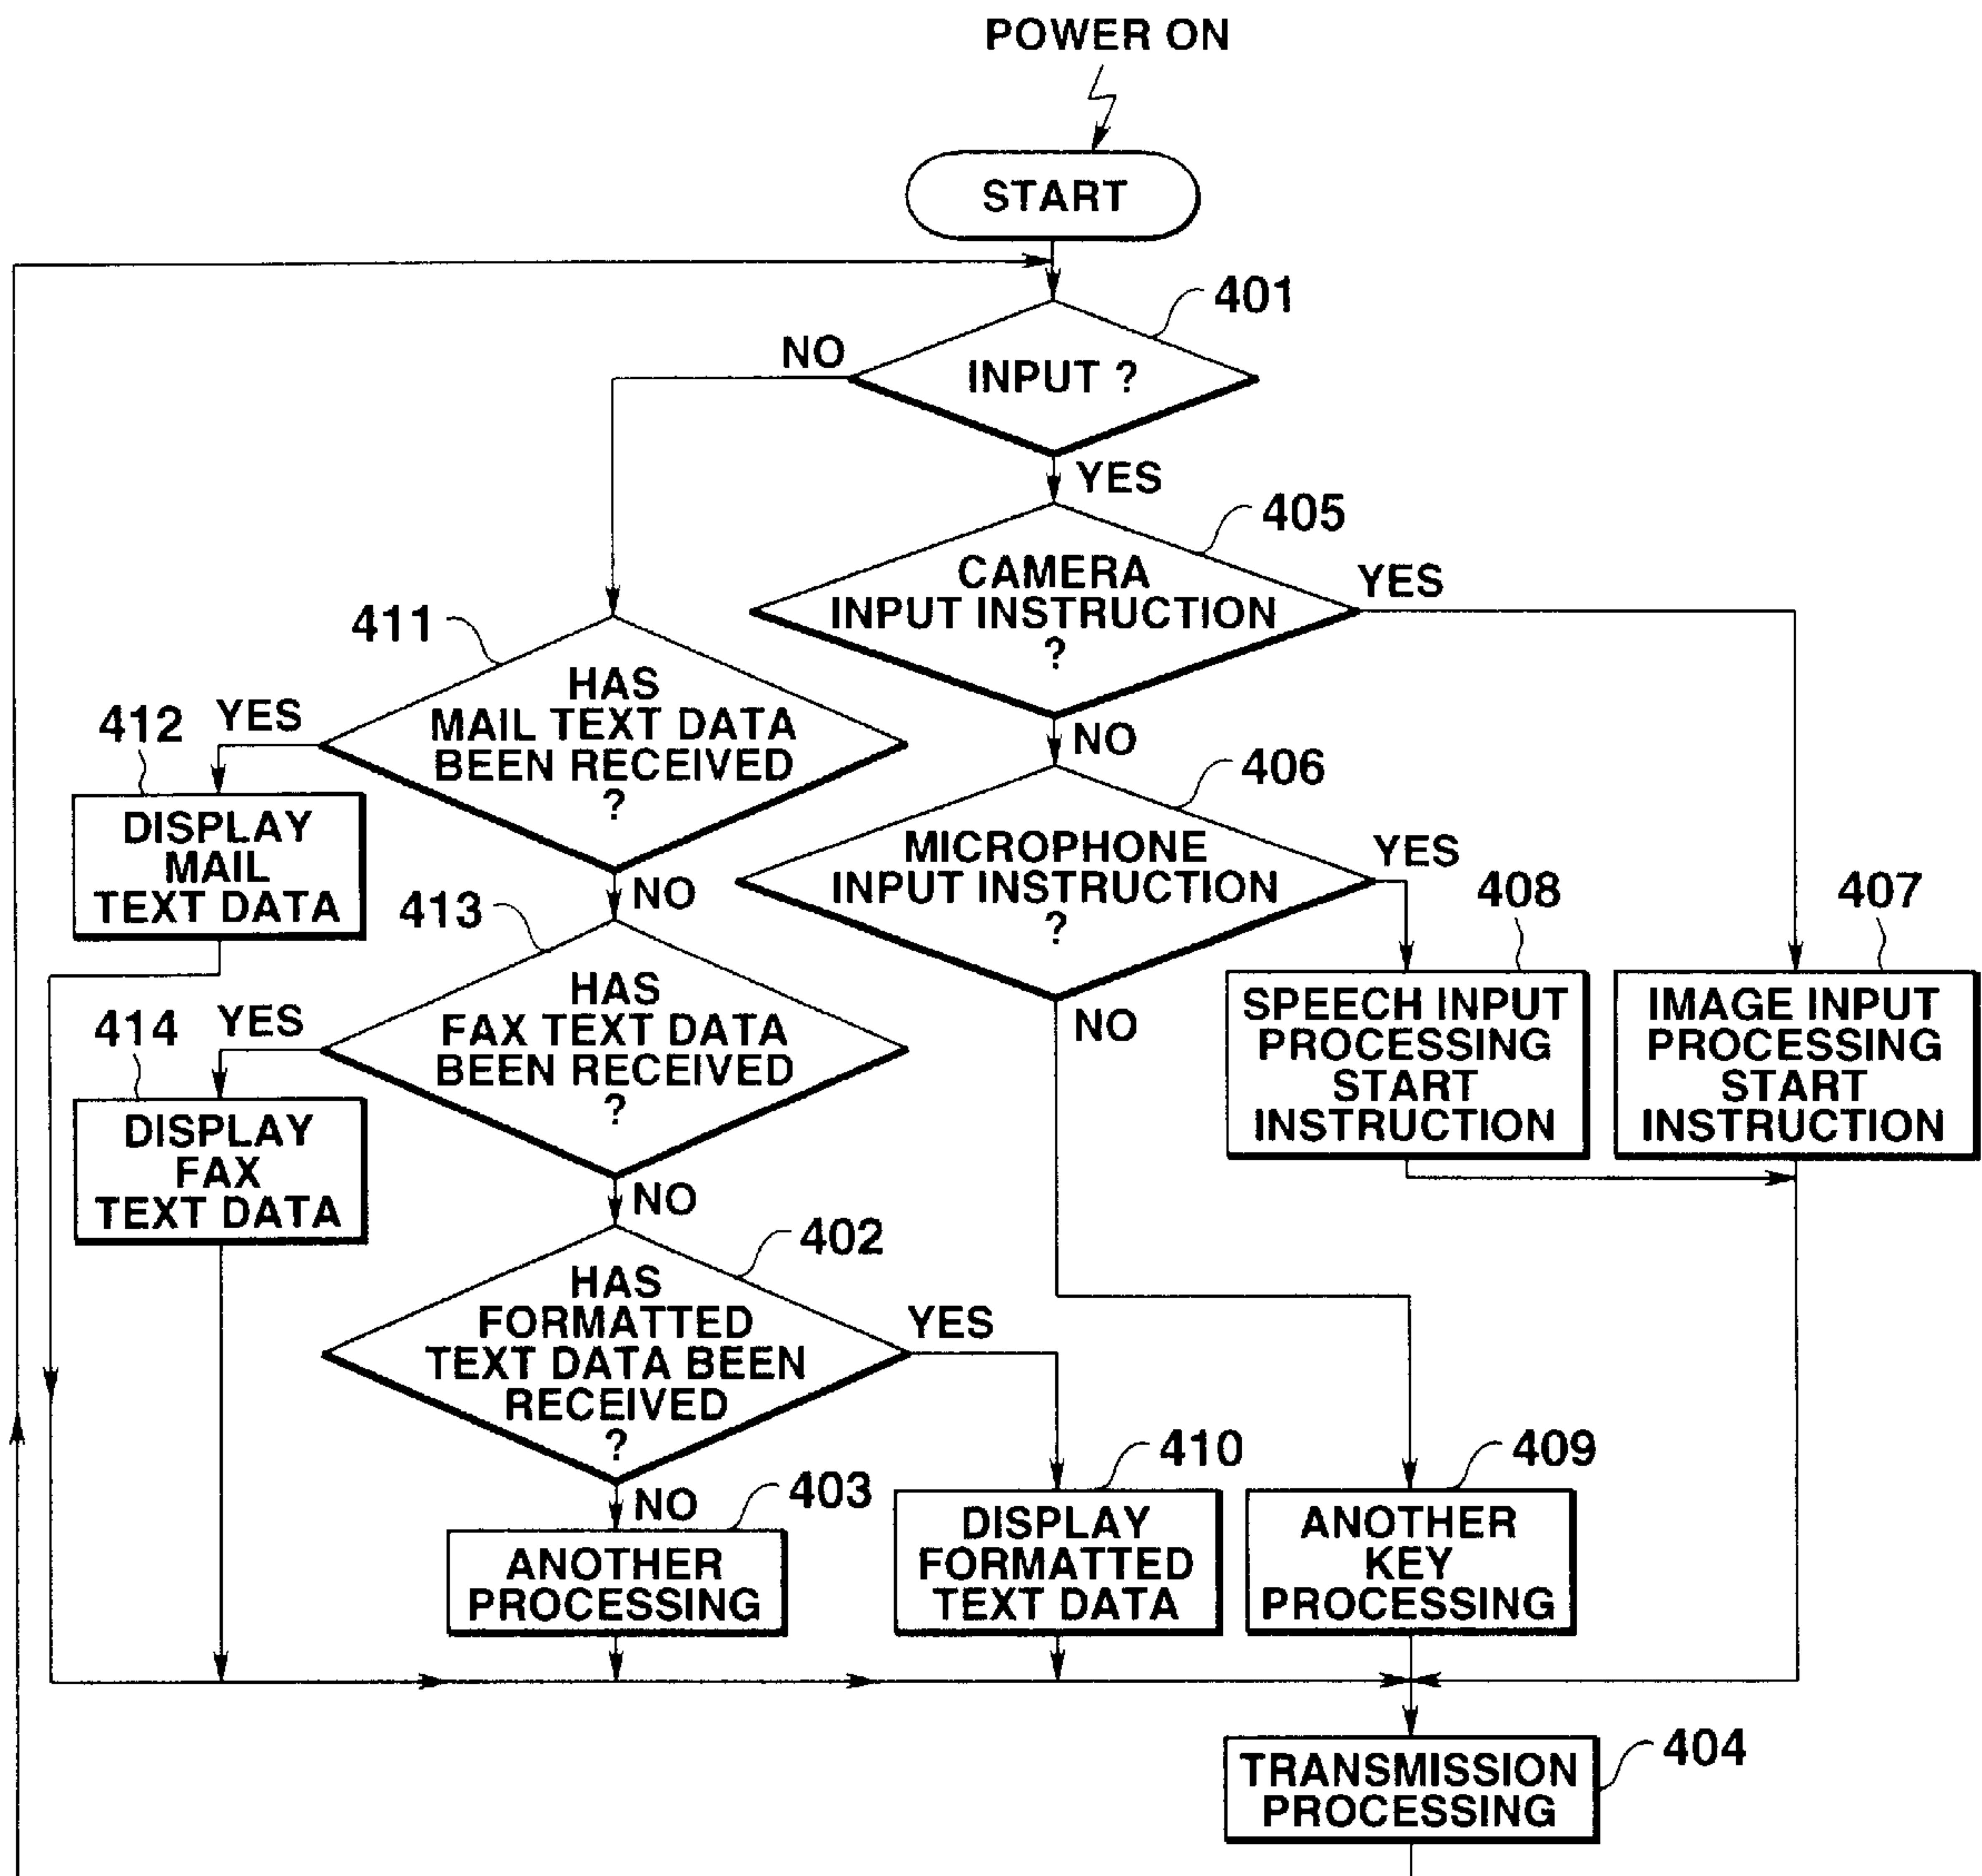 POWER ON
START
401
NO
INPUT ?
YES
405
CAMERA
INPUT INSTRUCTION
?
YES
411
HAS
MAIL TEXT DATA
BEEN RECEIVED
?
412
YES
NO
406
DISPLAY
MAIL
TEXT DATA
MICROPHONE
INPUT INSTRUCTION
?
YES
NO
413
408
407
HAS
FAX TEXT DATA
BEEN RECEIVED
?
414
YES
NO
SPEECH INPUT
PROCESSING
START
INSTRUCTION
IMAGE INPUT
PROCESSING
START
INSTRUCTION
DISPLAY
FAX
TEXT DATA
NO
402
HAS
FORMATTED
TEXT DATA BEEN
RECEIVED
?
YES
NO
403
410
409
ANOTHER
PROCESSING
DISPLAY
FORMATTED
TEXT DATA
ANOTHER
KEY
PROCESSING
404
TRANSMISSION
PROCESSING